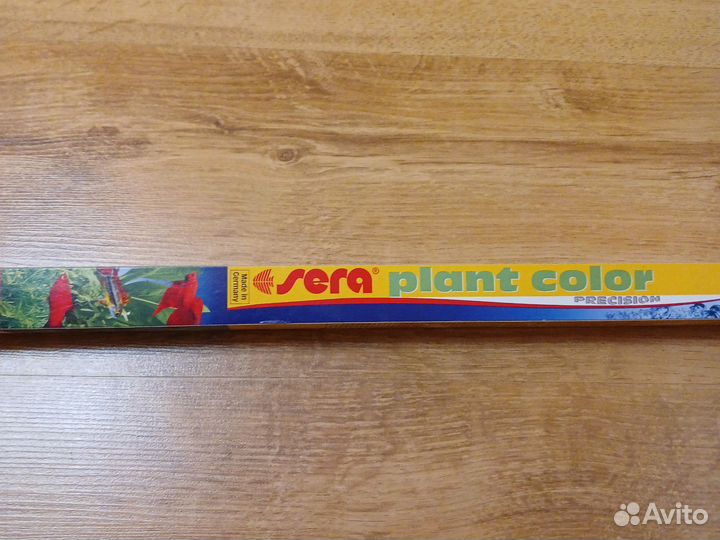 Made in
Germany
sera®
plant color
PRECISION
Avito